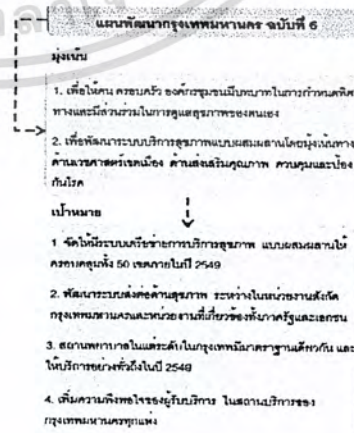 แผนพัฒนากรุงเทพมหานคร ฉบับที่ 6
มุ่งเน้น
1. เพื่อให้คน ครอบครัว องค์กรชุมชนมีบทบาทในการกำหนดทิศ
ทางและมีส่วนร่วมในการดูแลสุขภาพของตนเอง
2. เพื่อพัฒนาระบบบริการสุขภาพแบบผสมผสานโดยมุ่งเน้นทาง
ด้านเวชศาสตร์เขตเมือง ด้านส่งเสริมคุณภาพ ควบคุมและป้อง
กันโรค
เป้าหมาย
1 จัดให้มีระบบเครือข่ายการบริการสุขภาพ แบบผสมผสานให้
ครอบคลุมทั้ง 50 เขตภายในปี 2549
2. พัฒนาระบบส่งต่อด้านสุขภาพ ระหว่างในหน่วยงานสังกัด
กรุงเทพมหานครและหน่วยงานที่เกี่ยวข้องทั้งภาครัฐและเอกชน
3. สถานพยาบาลในแต่ระดับในกรุงเทพมีมาตราฐานเดียวกัน และ
ให้บริการอย่างทั่วถึงในปี 2549
4. เพิ่มความพึงพอใจของผู้รับบริการ ในสถานบริการของ
กรุงเทพมหานครทุกแห่ง